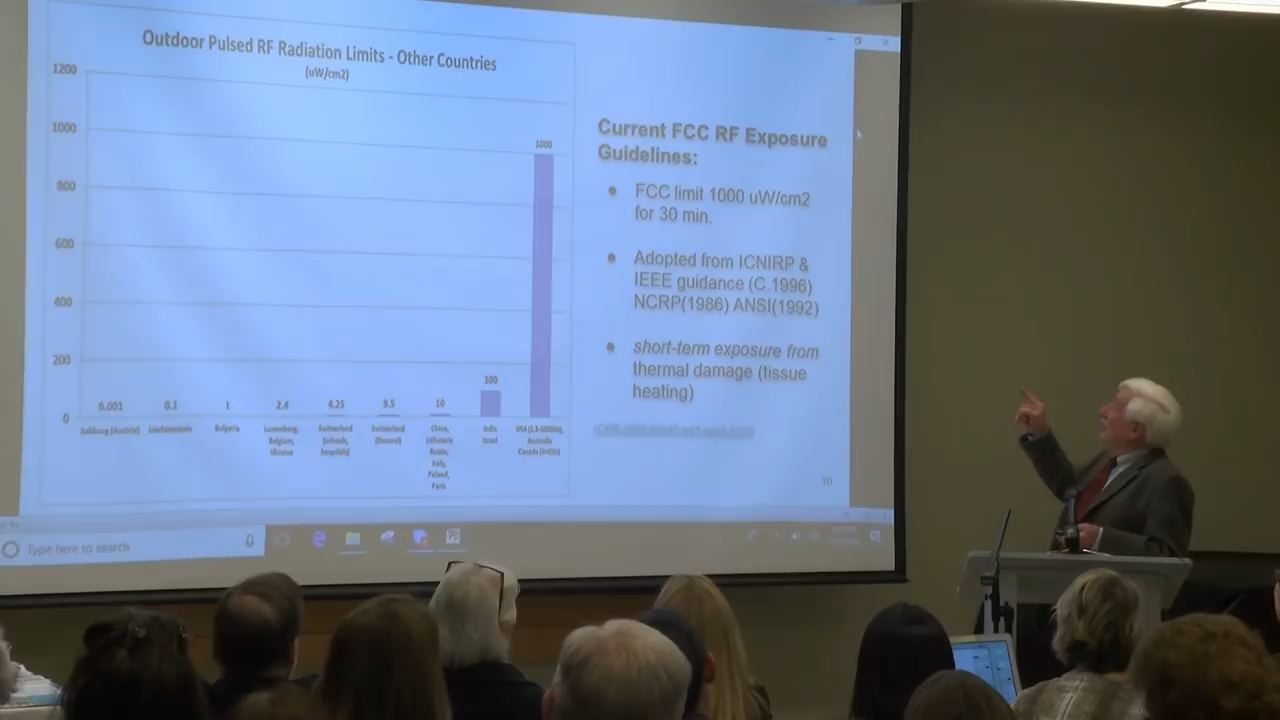 Outdoor Pulsed RF Radiation Limits - Other Countries
(uW/cm2)
1200
1000
800
600
400
200
0
0.001
0.1
1
2.4
4.25
9.5
10
100
1000
Salzburg (Austria)
Liechtenstein
Bulgaria
Luxemburg,
Belgium,
Ukraine
Switzerland
(schools,
hospitals)
Switzerland
(General)
China,
Lithuania
Russia,
Italy,
Poland,
Paris
India
Israel
Australia
Current FCC RF Exposure
Guidelines:
• FCC limit 1000 uW/cm2
for 30 min.
• Adopted from ICNIRP &
IEEE guidance (C.1996)
NCRP(1986) ANSI(1992)
• short-term exposure from
thermal damage (tissue
heating)
10
Type here to search